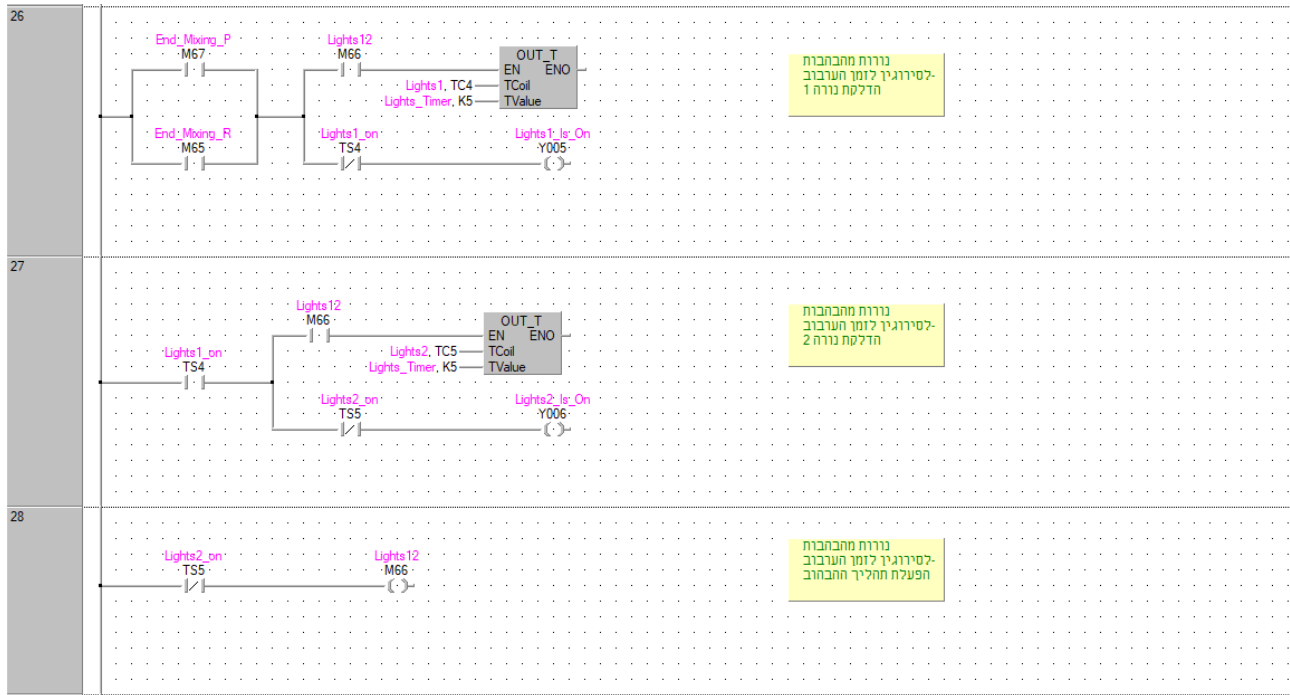 26
End_Mixing_P
M67
Lights12
M66
OUT_T
EN ENO
Lights1, TC4 TCoil
Lights_Timer, K5 TValue
End_Mixing_R
M65
Lights1_on
TS4
Lights1_Is_On
Y005
נורות מהבהבות
לסירוגין לזמן הערבוב-
הדלקת נורה 1
27
Lights12
M66
OUT_T
EN ENO
Lights2, TC5 TCoil
Lights_Timer, K5 TValue
Lights1_on
TS4
Lights2_on
TS5
Lights2_Is_On
Y006
נורות מהבהבות
לסירוגין לזמן הערבוב-
הדלקת נורה 2
28
Lights2_on
TS5
Lights12
M66
נורות מהבהבות
לסירוגין לזמן הערבוב-
הפעלת תהליך ההבהוב